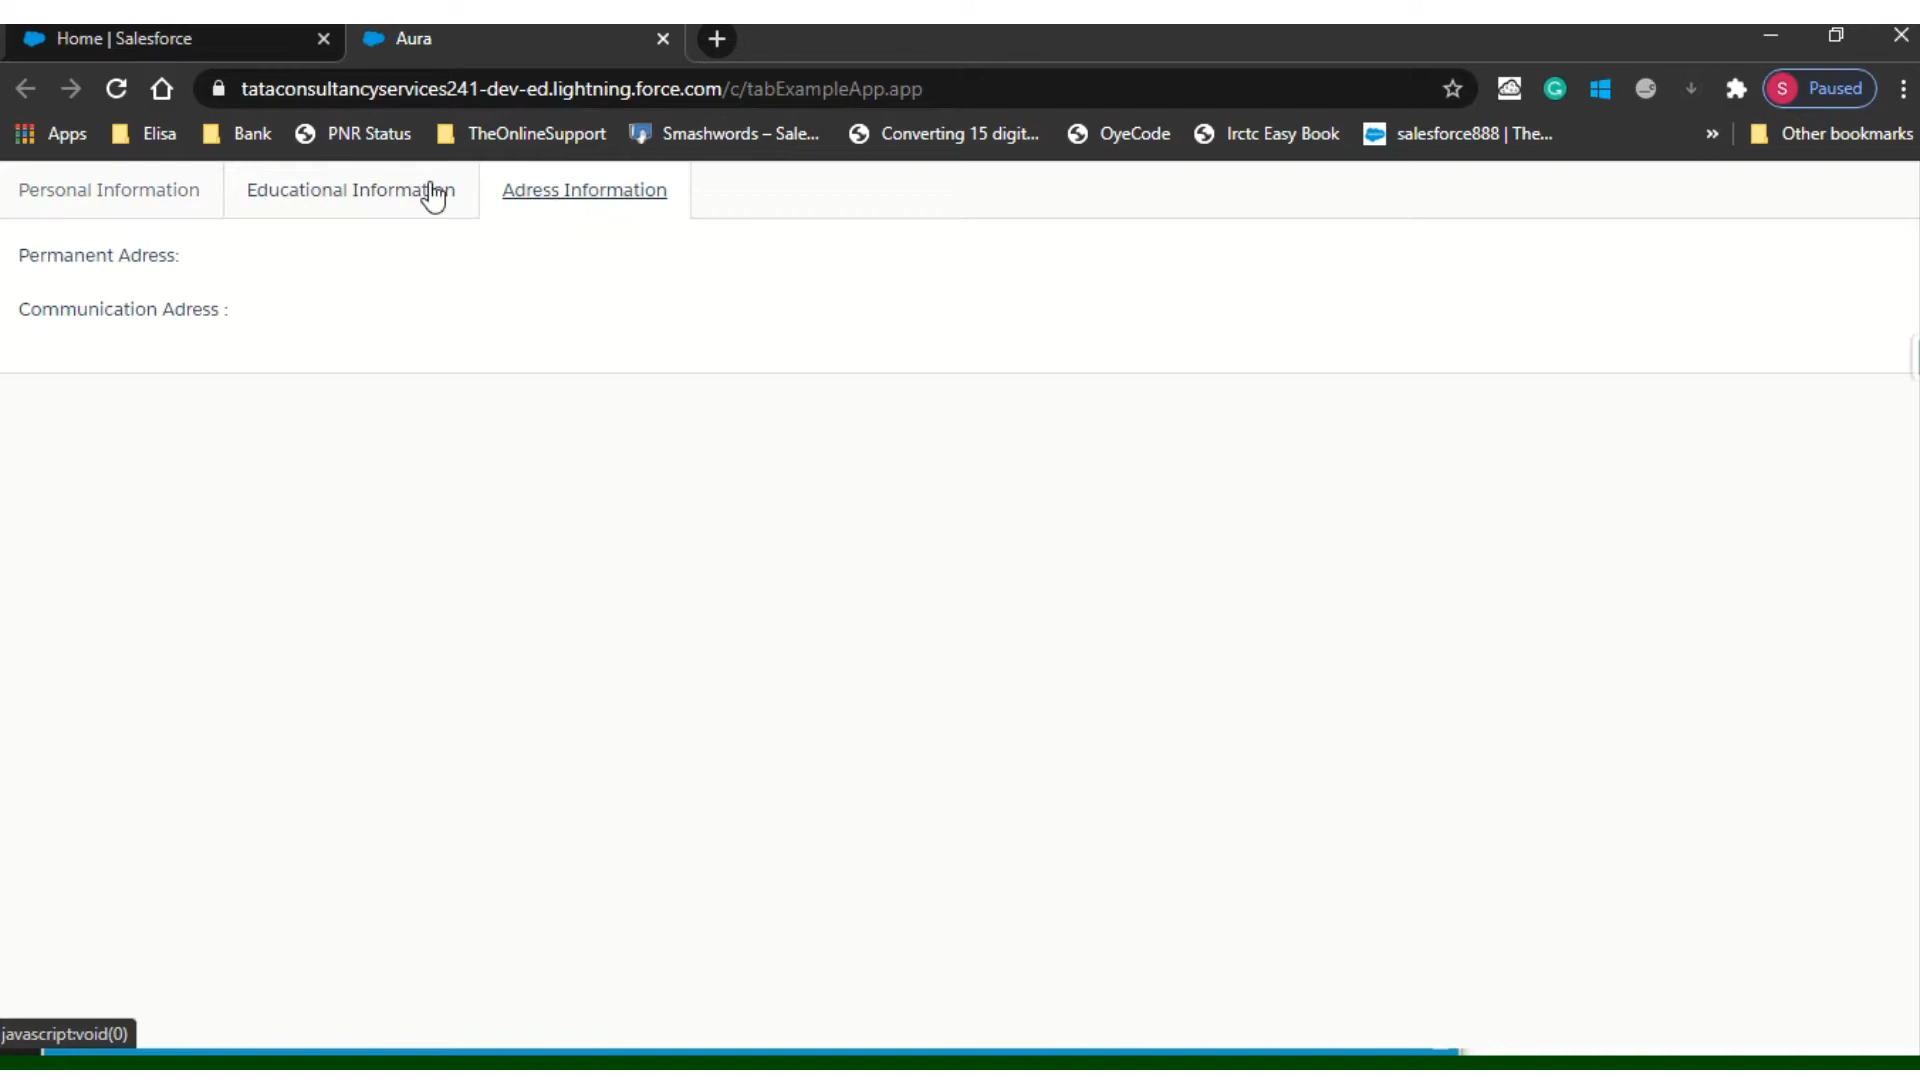 Home | Salesforce
Aura
tataconsultancyservices241-dev-ed.lightning.force.com/c/tabExampleApp.app
S Paused
Apps Elisa Bank PNR Status TheOnlineSupport Smashwords – Sale... Converting 15 digit... OyeCode Irctc Easy Book salesforce888 | The... » Other bookmarks
Personal Information Educational Information Adress Information
Permanent Adress:
Communication Adress :
javascript:void(0)